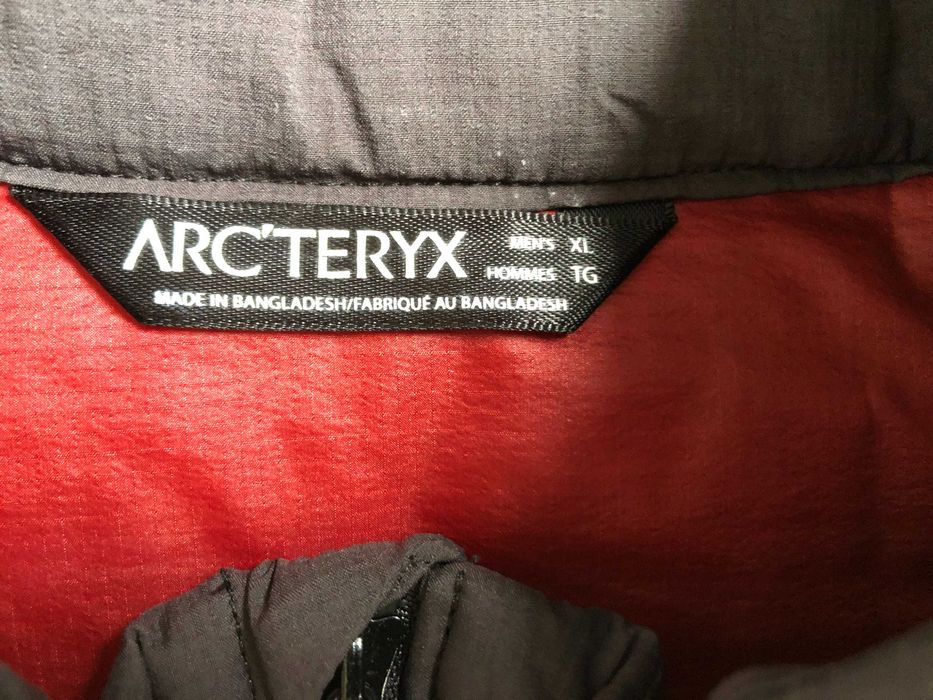 ARC'TERYX
MEN'S XL
HOMMES TG
MADE IN BANGLADESH/FABRIQUÉ AU BANGLADESH